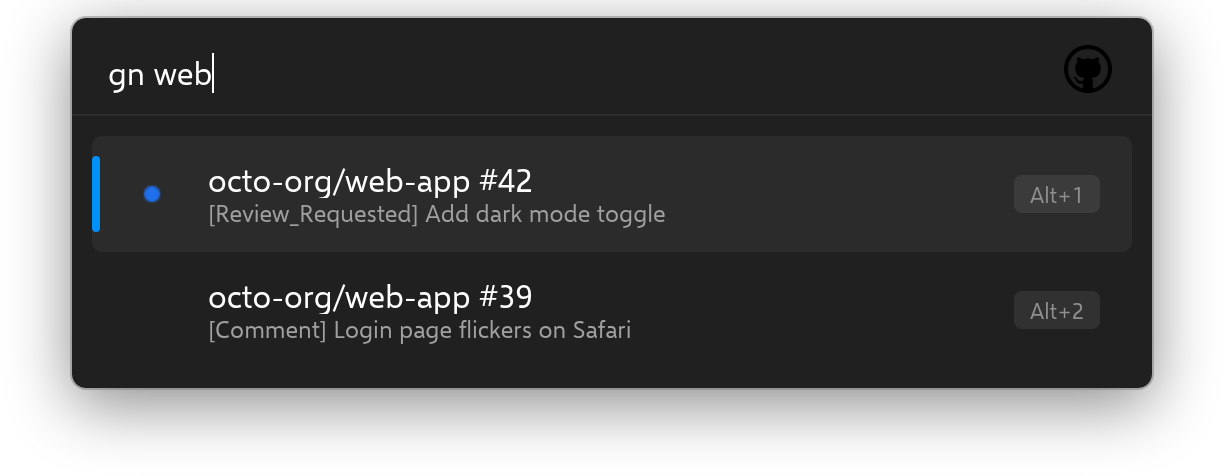 gn web
octo-org/web-app #42
[Review_Requested] Add dark mode toggle
Alt+1
octo-org/web-app #39
[Comment] Login page flickers on Safari
Alt+2